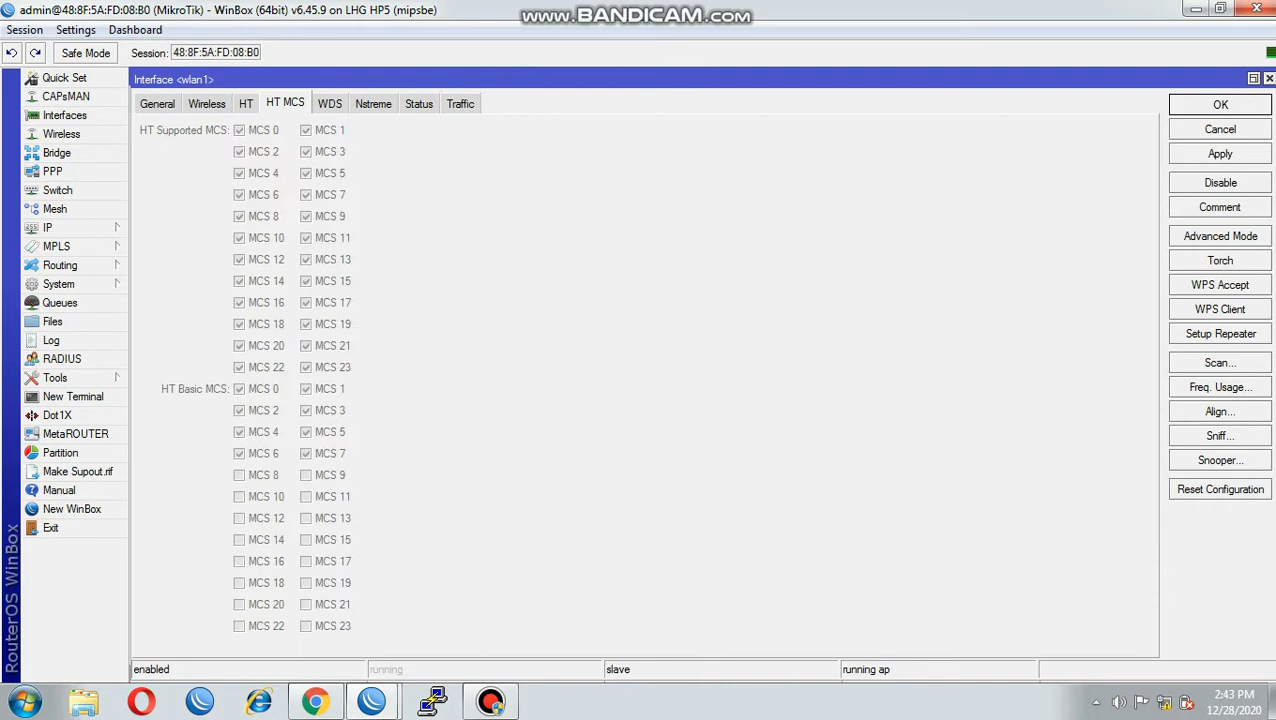 admin@48:8F:5A:FD:08:B0 (MikroTik) - WinBox (64bit) v6.45.9 on LHG HP5 (mipsbe)
www.BANDICAM.com
Session Settings Dashboard
Safe Mode Session: 48:8F:5A:FD:08:B0
Quick Set
CAPsMAN
Interfaces
Wireless
Bridge
PPP
Switch
Mesh
IP
MPLS
Routing
System
Queues
Files
Log
RADIUS
Tools
New Terminal
Dot1X
MetaROUTER
Partition
Make Supout.rif
Manual
New WinBox
Exit
RouterOS WinBox
Interface <wlan1>
General Wireless HT HT MCS WDS Nstreme Status Traffic
HT Supported MCS: MCS 0 MCS 1
MCS 2 MCS 3
MCS 4 MCS 5
MCS 6 MCS 7
MCS 8 MCS 9
MCS 10 MCS 11
MCS 12 MCS 13
MCS 14 MCS 15
MCS 16 MCS 17
MCS 18 MCS 19
MCS 20 MCS 21
MCS 22 MCS 23
HT Basic MCS: MCS 0 MCS 1
MCS 2 MCS 3
MCS 4 MCS 5
MCS 6 MCS 7
MCS 8 MCS 9
MCS 10 MCS 11
MCS 12 MCS 13
MCS 14 MCS 15
MCS 16 MCS 17
MCS 18 MCS 19
MCS 20 MCS 21
MCS 22 MCS 23
OK
Cancel
Apply
Disable
Comment
Advanced Mode
Torch
WPS Accept
WPS Client
Setup Repeater
Scan...
Freq. Usage...
Align...
Sniff...
Snooper...
Reset Configuration
enabled running slave running ap
2:43 PM
12/28/2020